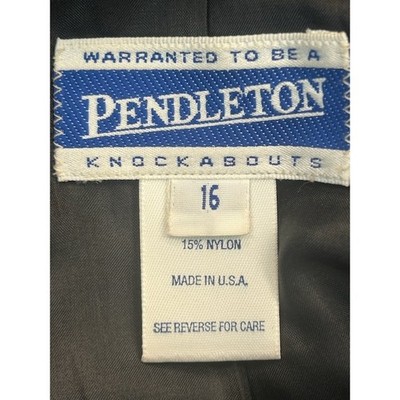 WARRANTED TO BE A
PENDLETON
KNOCKABOUTS
16
15% NYLON
MADE IN U.S.A.
SEE REVERSE FOR CARE